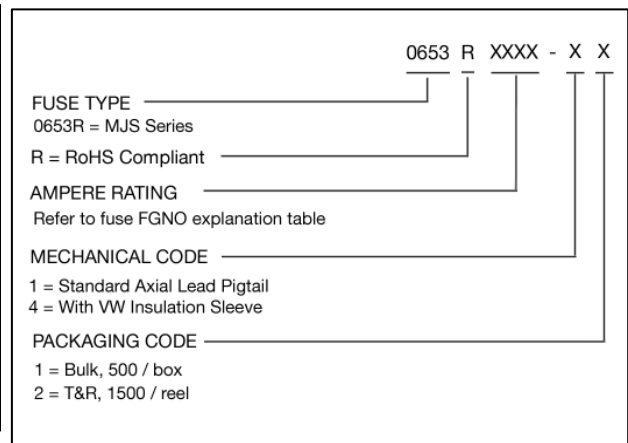 0653 R XXXX - X X
FUSE TYPE
0653R = MJS Series
R = RoHS Compliant
AMPERE RATING
Refer to fuse FGNO explanation table
MECHANICAL CODE
1 = Standard Axial Lead Pigtail
4 = With VW Insulation Sleeve
PACKAGING CODE
1 = Bulk, 500 / box
2 = T&R, 1500 / reel